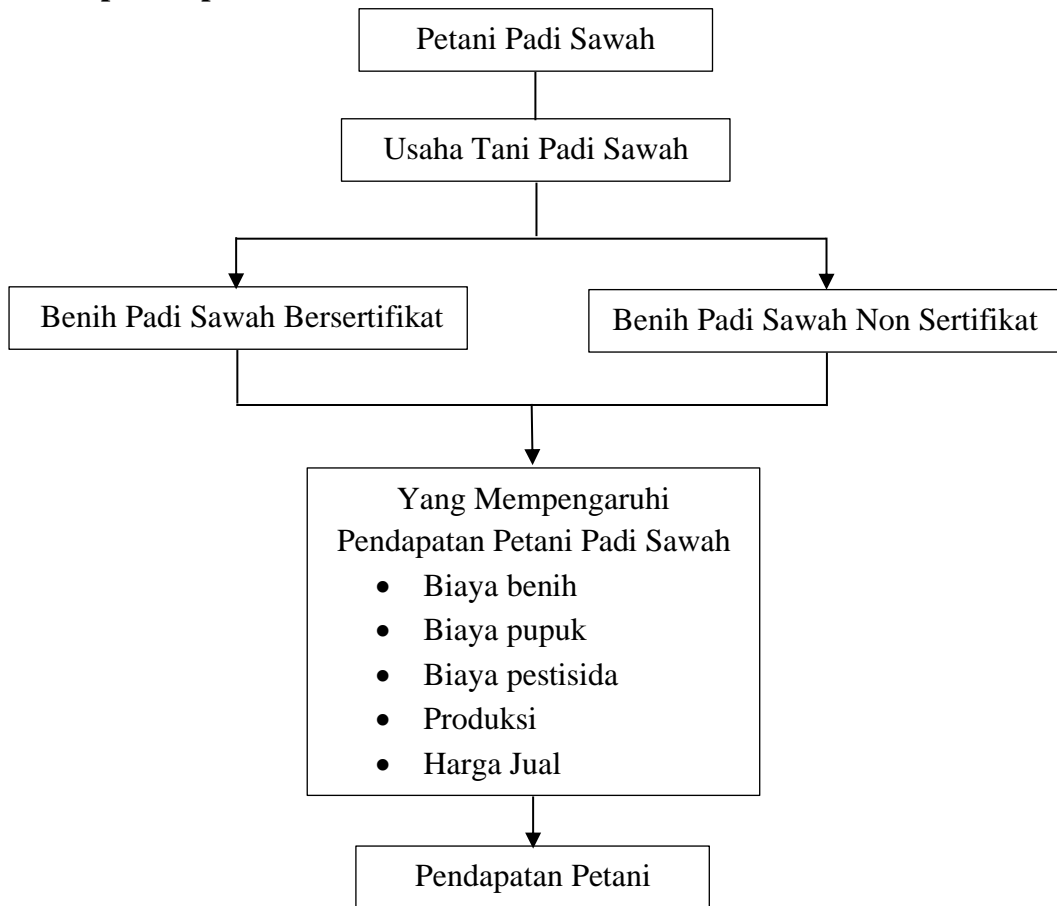 Petani Padi Sawah
Usaha Tani Padi Sawah
Benih Padi Sawah Bersertifikat
Benih Padi Sawah Non Sertifikat
Yang Mempengaruhi
Pendapatan Petani Padi Sawah
• Biaya benih
• Biaya pupuk
• Biaya pestisida
• Produksi
• Harga Jual
Pendapatan Petani